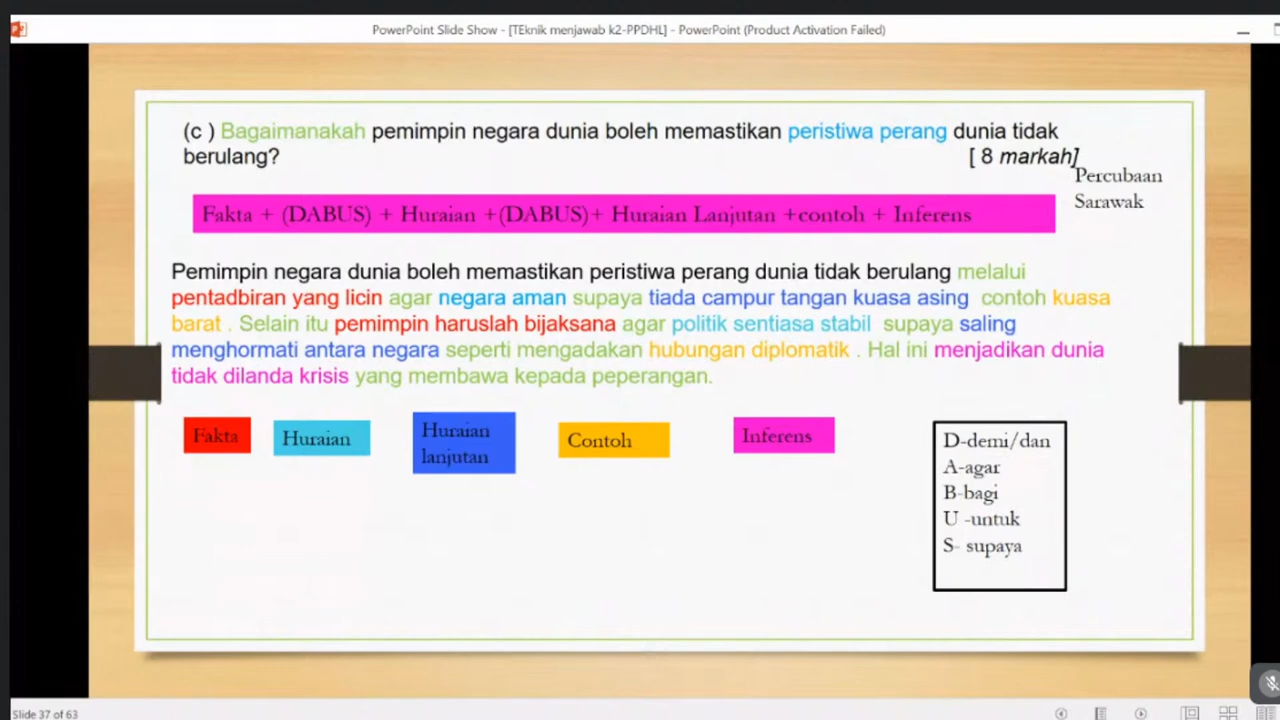 PowerPoint Slide Show - [TEknik menjawab k2-PPDHL] - PowerPoint (Product Activation Failed)
(c ) Bagaimanakah pemimpin negara dunia boleh memastikan peristiwa perang dunia tidak
berulang? [ 8 markah]
Percubaan
Sarawak
Fakta + (DABUS) + Huraian +(DABUS)+ Huraian Lanjutan +contoh + Inferens
Pemimpin negara dunia boleh memastikan peristiwa perang dunia tidak berulang melalui
pentadbiran yang licin agar negara aman supaya tiada campur tangan kuasa asing contoh kuasa
barat . Selain itu pemimpin haruslah bijaksana agar politik sentiasa stabil supaya saling
menghormati antara negara seperti mengadakan hubungan diplomatik . Hal ini menjadikan dunia
tidak dilanda krisis yang membawa kepada peperangan.
Fakta
Huraian
Huraian
lanjutan
Contoh
Inferens
D-demi/dan
A-agar
B-bagi
U -untuk
S- supaya
Slide 37 of 63